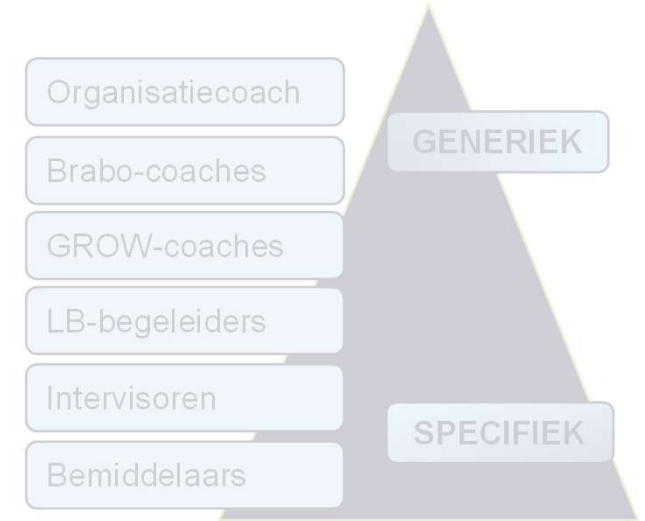 Organisatiecoach
GENERIEK
Brabo-coaches
GROW-coaches
LB-begeleiders
Intervisoren
SPECIFIEK
Bemiddelaars